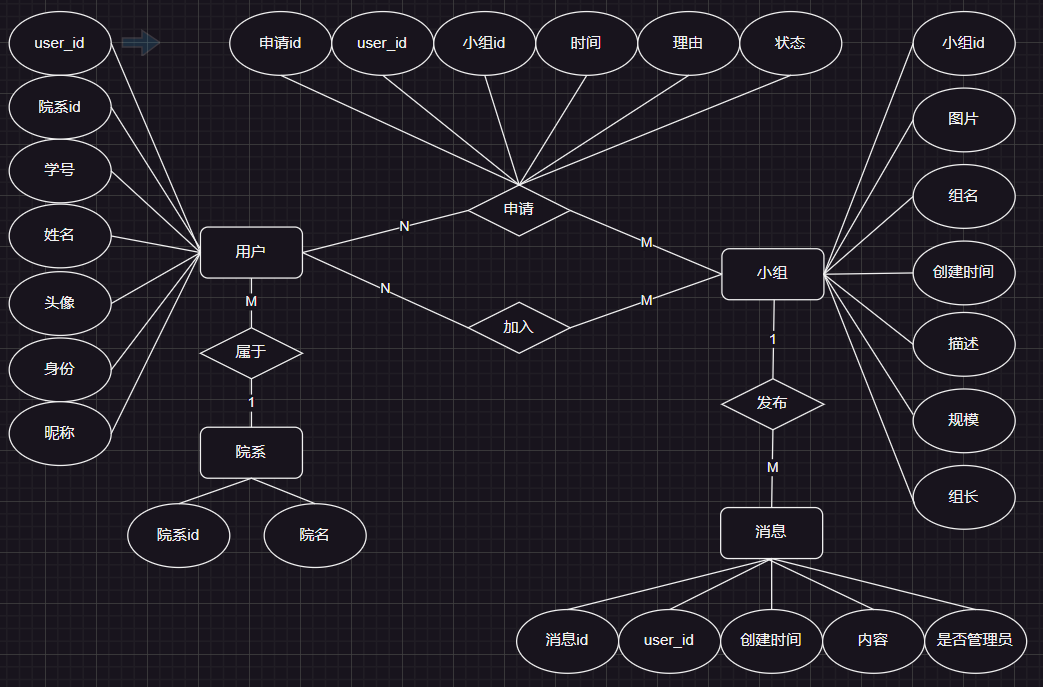 user_id
申请id
user_id
小组id
时间
理由
状态
小组id
院系id
图片
学号
组名
申请
姓名
N
M
用户
创建时间
小组
N
M
M
头像
加入
1
描述
属于
身份
1
发布
规模
昵称
院系
M
组长
院系id
院名
消息
消息id
user_id
创建时间
内容
是否管理员